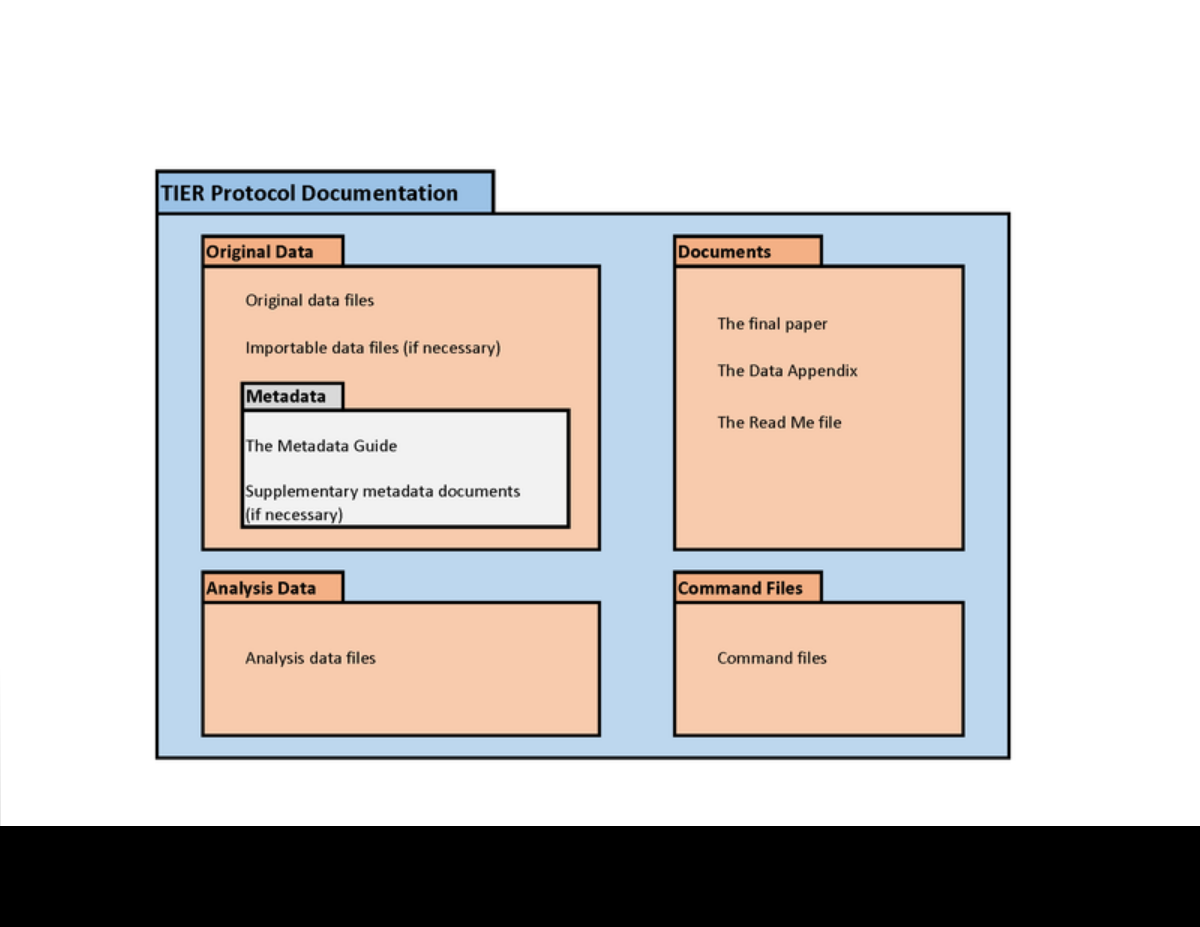 TIER Protocol Documentation
Original Data
Original data files
Importable data files (if necessary)
Metadata
The Metadata Guide
Supplementary metadata documents
(if necessary)
Documents
The final paper
The Data Appendix
The Read Me file
Analysis Data
Analysis data files
Command Files
Command files